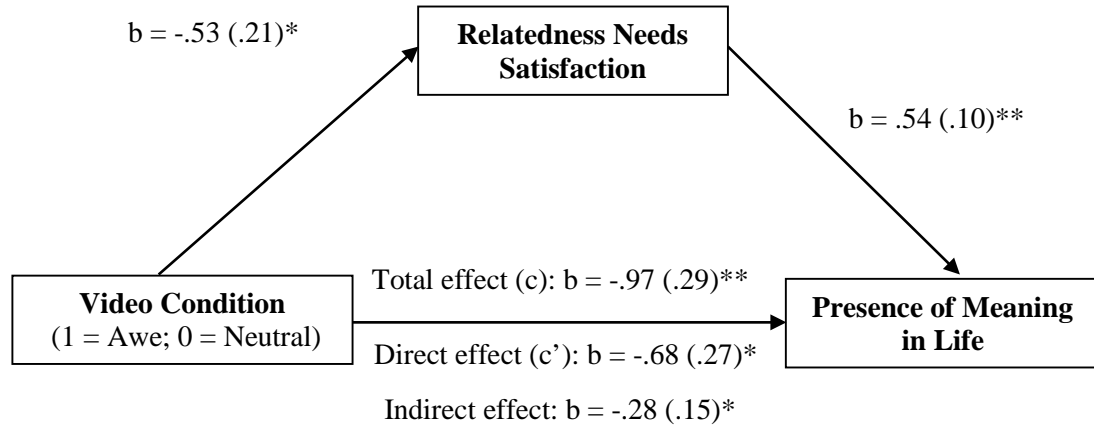 b = -.53 (.21)*
Relatedness Needs
Satisfaction
b = .54 (.10)**
Video Condition
(1 = Awe; 0 = Neutral)
Total effect (c): b = -.97 (.29)**
Direct effect (c’): b = -.68 (.27)*
Indirect effect: b = -.28 (.15)*
Presence of Meaning
in Life